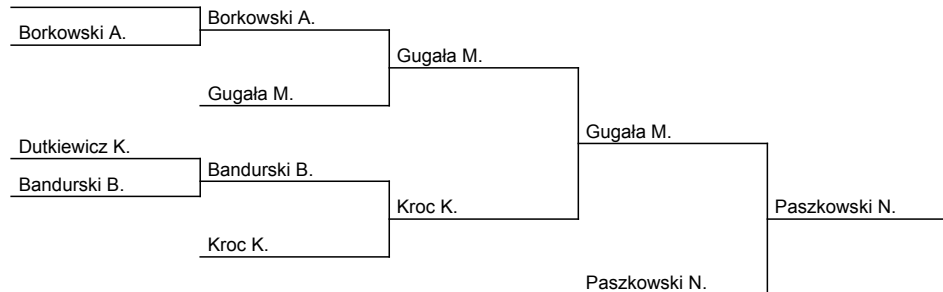 Borkowski A.
Borkowski A.
Gugała M.
Gugała M.
Gugała M.
Dutkiewicz K.
Bandurski B.
Bandurski B.
Kroc K.
Paszkowski N.
Kroc K.
Paszkowski N.